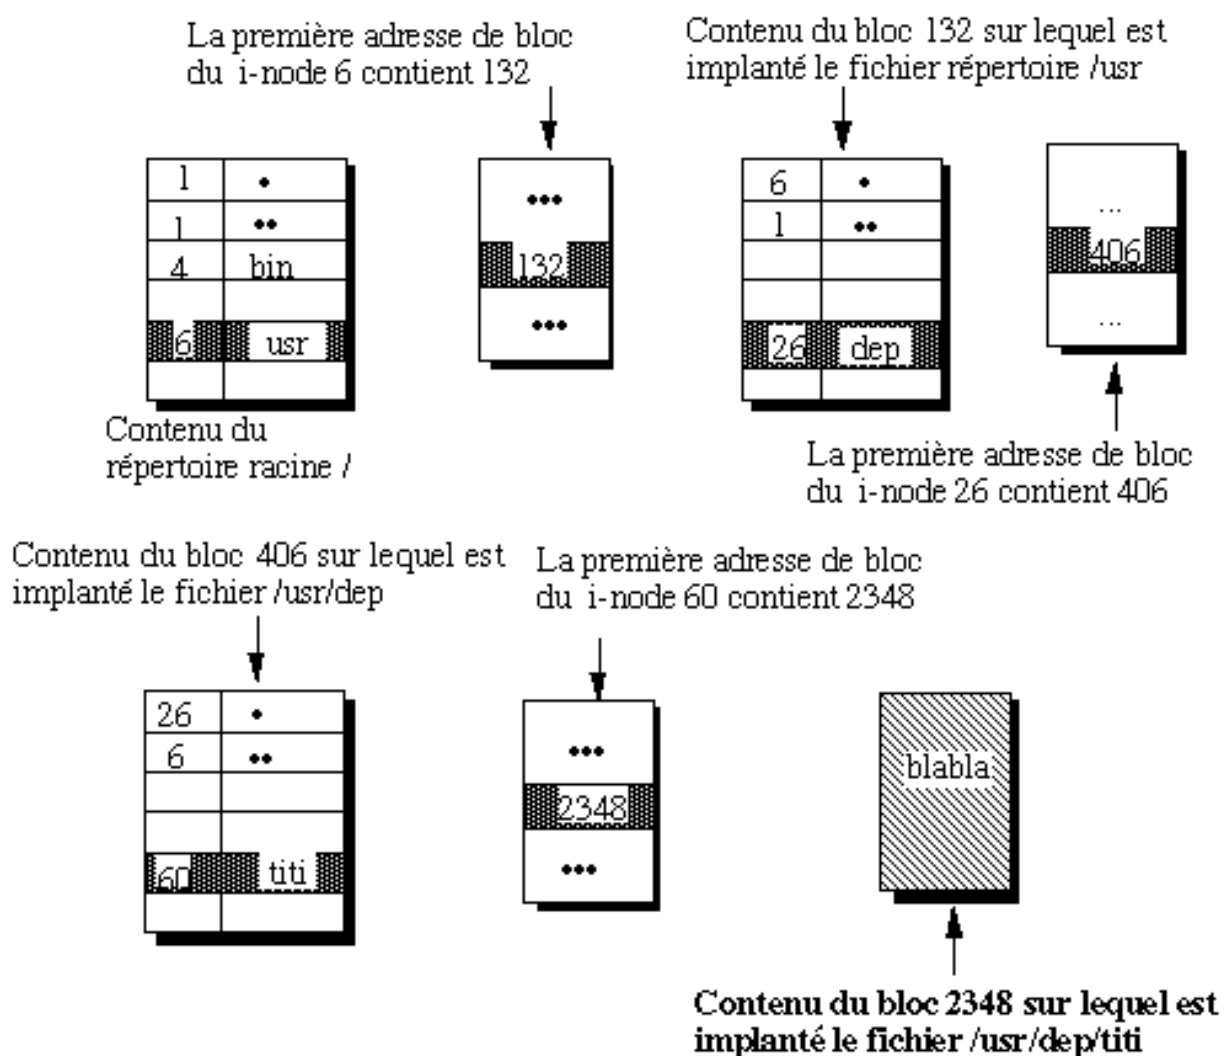 La première adresse de bloc
du i-node 6 contient 132
Contenu du bloc 132 sur lequel est
implanté le fichier répertoire /usr
1 •
1 ••
4 bin
6 usr
Contenu du
répertoire racine /
•••
132
•••
6 •
1 ••
26 dep
...
406
...
La première adresse de bloc
du i-node 26 contient 406
Contenu du bloc 406 sur lequel est
implanté le fichier /usr/dep
La première adresse de bloc
du i-node 60 contient 2348
26 •
6 ••
60 titi
•••
2348
•••
blabla
Contenu du bloc 2348 sur lequel est
implanté le fichier /usr/dep/titi